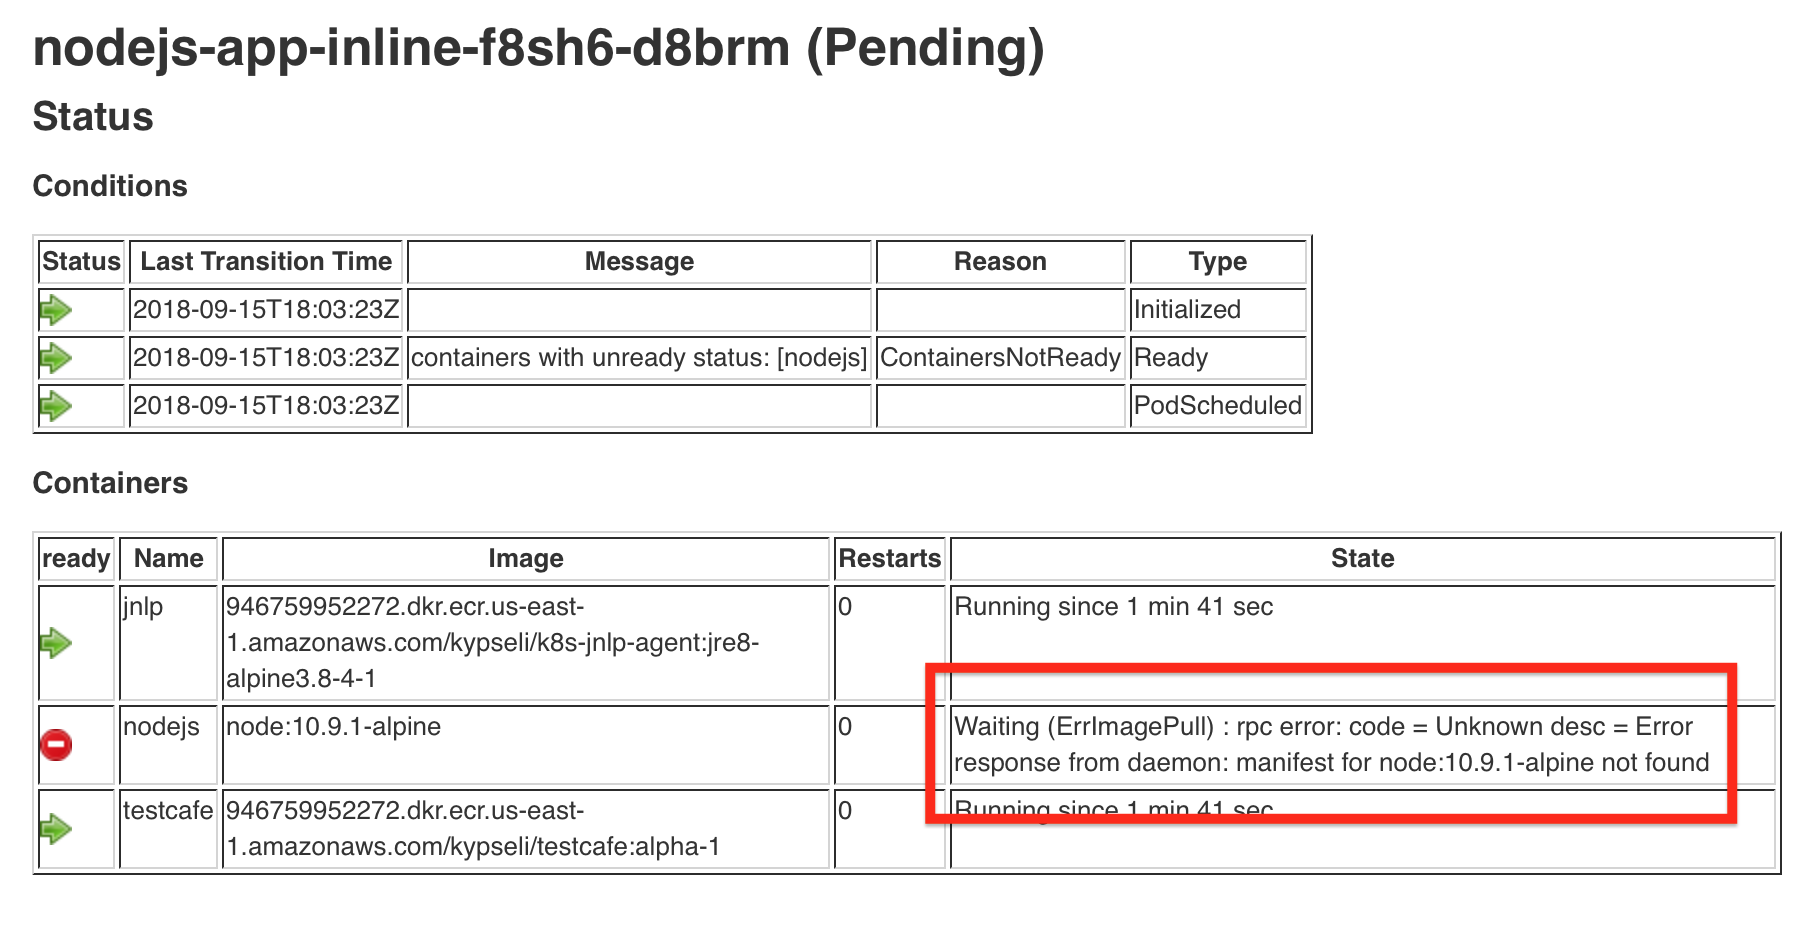 nodejs-app-inline-f8sh6-d8brm (Pending)
Status
Conditions
Status Last Transition Time Message Reason Type
2018-09-15T18:03:23Z Initialized
2018-09-15T18:03:23Z containers with unready status: [nodejs] ContainersNotReady Ready
2018-09-15T18:03:23Z PodScheduled
Containers
ready Name Image Restarts State
jnlp 946759952272.dkr.ecr.us-east- 0 Running since 1 min 41 sec
1.amazonaws.com/kypseli/k8s-jnlp-agent:jre8-
alpine3.8-4-1
nodejs node:10.9.1-alpine 0 Waiting (ErrImagePull) : rpc error: code = Unknown desc = Error
response from daemon: manifest for node:10.9.1-alpine not found
testcafe 946759952272.dkr.ecr.us-east- 0 Running since 1 min 41 sec
1.amazonaws.com/kypseli/testcafe:alpha-1